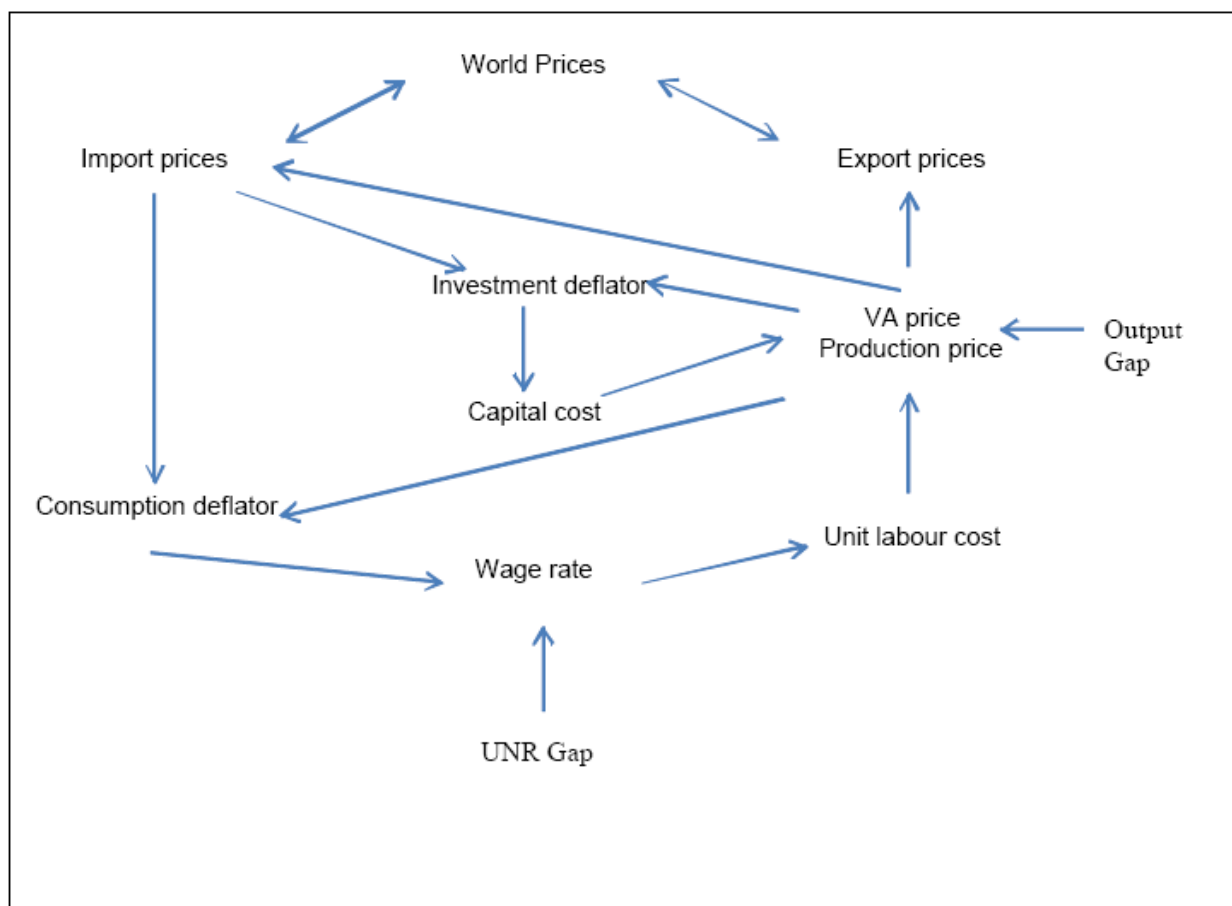 World Prices
Import prices
Export prices
Investment deflator
VA price
Production price
Output
Gap
Capital cost
Consumption deflator
Unit labour cost
Wage rate
UNR Gap